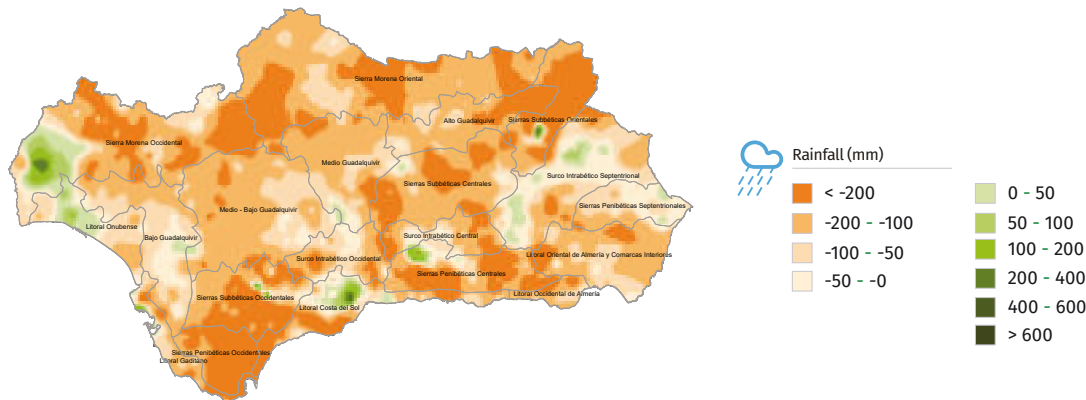 Sierra Morena Oriental
Alto Guadalquivir
Sierras Subbéticas Orientales
Sierra Morena Occidental
Medio Guadalquivir
Surco Intrabético Septentrional
Sierras Subbéticas Centrales
Sierras Penibéticas Septentrionales
Medio - Bajo Guadalquivir
Litoral Onubense
Bajo Guadalquivir
Surco Intrabético Central
Surco Intrabético Occidental
Litoral Oriental de Almería y Comarcas Interiores
Sierras Penibéticas Centrales
Sierras Subbéticas Occidentales
Litoral Occidental de Almería
Litoral Costa del Sol
Sierras Penibéticas Occidentales
Litoral Gaditano
Rainfall (mm)
< -200
-200 - -100
-100 - -50
-50 - -0
0 - 50
50 - 100
100 - 200
200 - 400
400 - 600
> 600